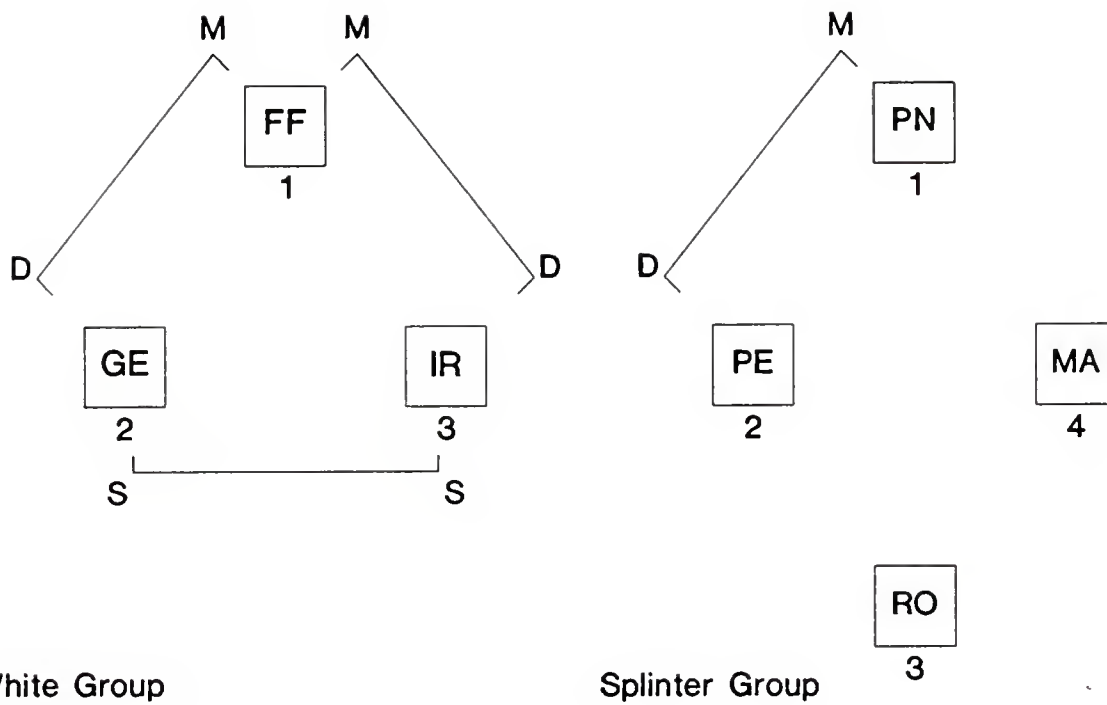 M M
FF
1
D D
GE IR
2 3
S S
hite Group
M
PN
1
D
PE MA
2 4
RO
3
Splinter Group